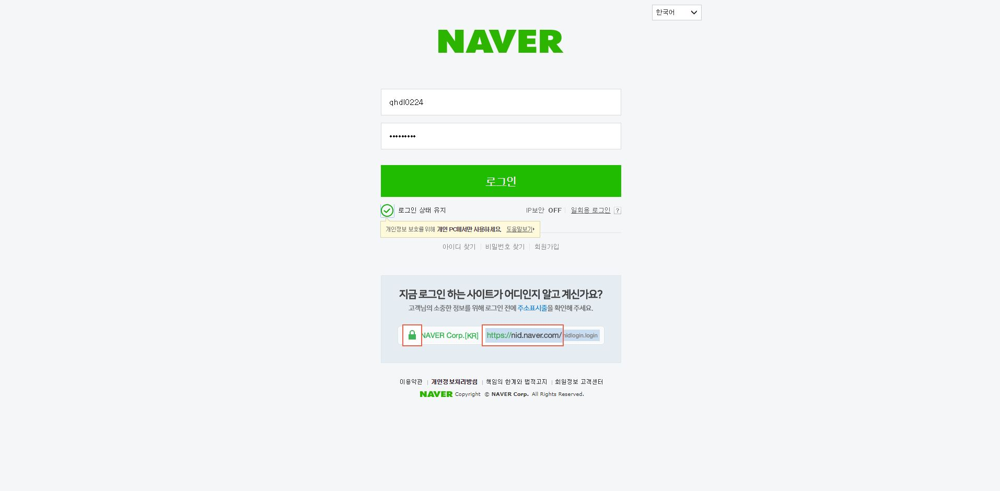 한국어
NAVER
qhdl0224
•••••••••
로그인
로그인 상태 유지 IP보안 OFF 일회용 로그인 ?
개인정보 보호를 위해 개인 PC에서만 사용하세요. 도움말보기
아이디 찾기 비밀번호 찾기 회원가입
지금 로그인 하는 사이트가 어디인지 알고 계신가요?
고객님의 소중한 정보를 위해 로그인 전에 주소표시줄을 확인해 주세요.
NAVER Corp.[KR] https://nid.naver.com/nidlogin.login
이용약관 개인정보처리방침 책임의 한계와 법적고지 회원정보 고객센터
NAVER Copyright © NAVER Corp. All Rights Reserved.